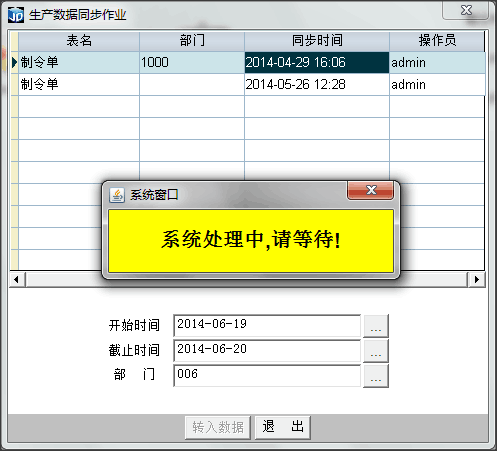 JD 生产数据同步作业
表名 部门 同步时间 操作员
制令单 1000 2014-04-29 16:06 admin
制令单 2014-05-26 12:28 admin
系统窗口
系统处理中,请等待!
开始时间 2014-06-19 ...
截止时间 2014-06-20 ...
部 门 006 ...
转入数据 退 出